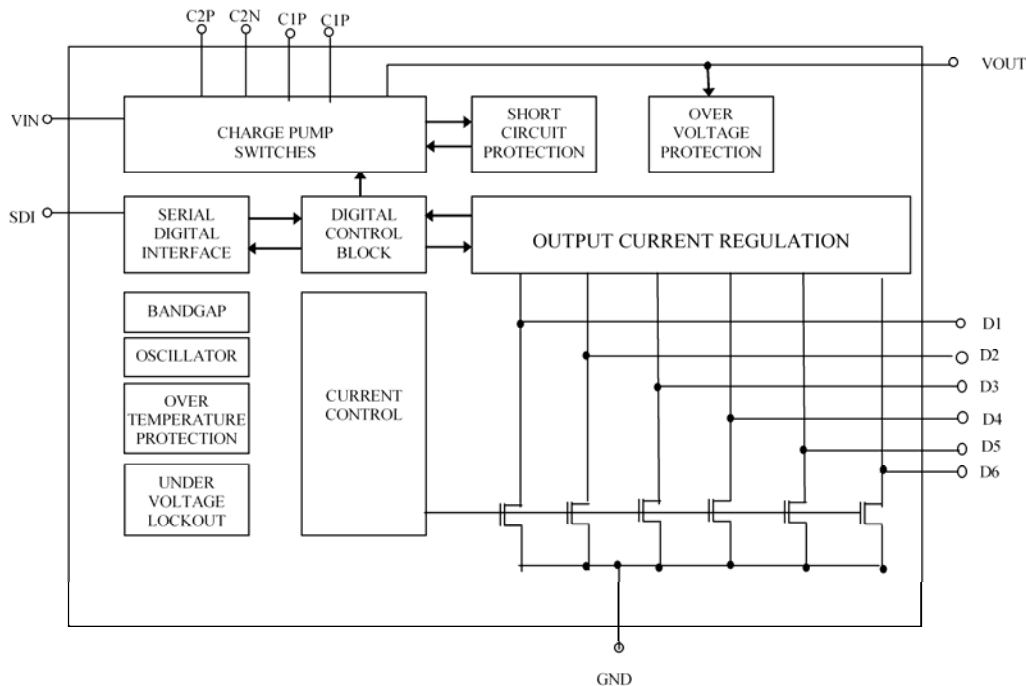 C2P C2N C1P C1P
VOUT
VIN
CHARGE PUMP
SWITCHES
SHORT
CIRCUIT
PROTECTION
OVER
VOLTAGE
PROTECTION
SDI
SERIAL
DIGITAL
INTERFACE
DIGITAL
CONTROL
BLOCK
OUTPUT CURRENT REGULATION
BANDGAP
OSCILLATOR
OVER
TEMPERATURE
PROTECTION
UNDER
VOLTAGE
LOCKOUT
CURRENT
CONTROL
D1
D2
D3
D4
D5
D6
GND